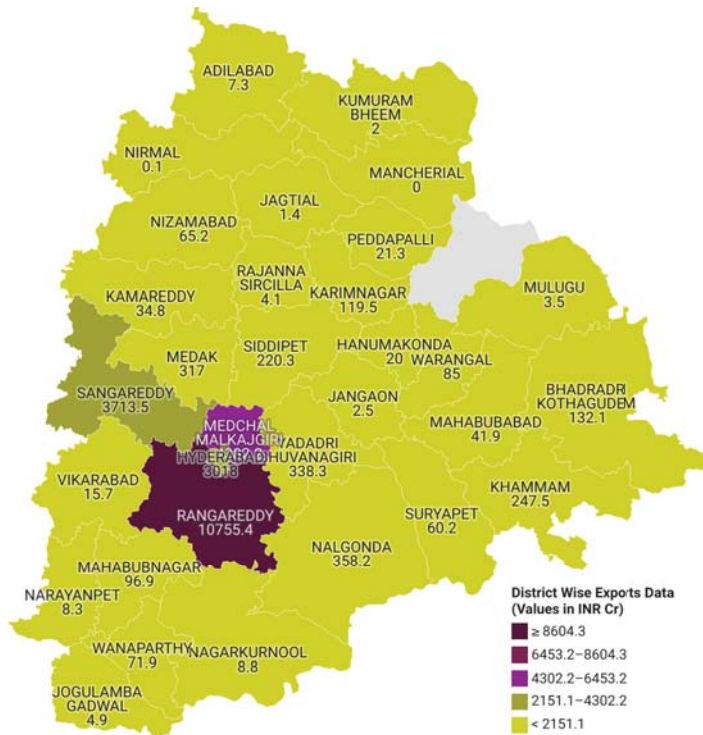 ADILABAD
7.3
KUMURAM
BHEEM
2
NIRMAL
0.1
MANCHERIAL
0
JAGTIAL
1.4
NIZAMABAD
65.2
PEDDAPALLI
21.3
RAJANNA
SIRCILLA
4.1
KARIMNAGAR
119.5
MULUGU
3.5
KAMAREDDY
34.8
MEDAK
317
SIDDIPET
220.3
HANUMAKONDA
20
WARANGAL
85
SANGAREDDY
3713.5
JANGAON
2.5
BHADRADRI
KOTHAGUDEM
132.1
MAHABUBABAD
41.9
MEDCHAL
MALKAJGIRI
YADADRI
BHUVANAGIRI
338.3
HYDERABAD
3018
VIKARABAD
15.7
KHAMMAM
247.5
RANGAREDDY
10755.4
SURYAPET
60.2
NALGONDA
358.2
MAHABUBNAGAR
96.9
NARAYANPET
8.3
WANAPARTHY
71.9
NAGARKURNOOL
8.8
JOGULAMBA
GADWAL
4.9
District Wise Exports Data
(Values in INR Cr)
≥ 8604.3
6453.2–8604.3
4302.2–6453.2
2151.1–4302.2
< 2151.1